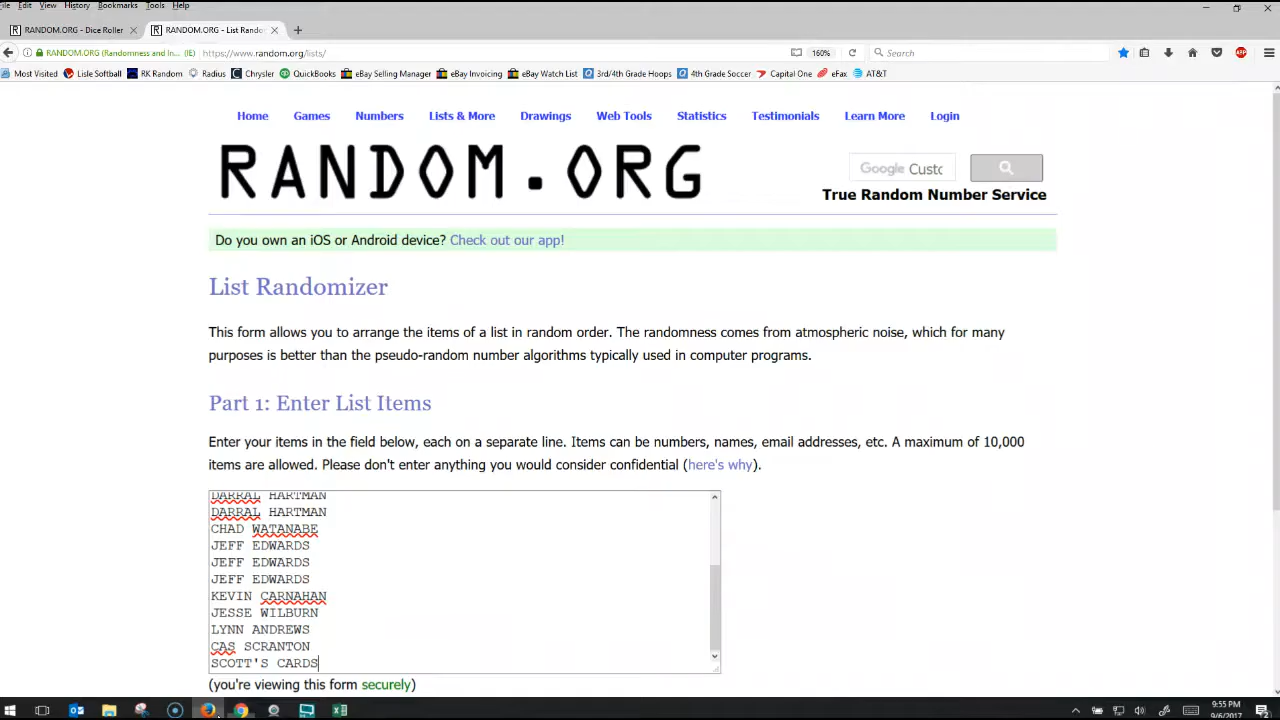 File Edit View History Bookmarks Tools Help
RANDOM.ORG - Dice Roller
RANDOM.ORG - List Rando
RANDOM.ORG (Randomness and In... (IE)
https://www.random.org/lists/
160%
Search
Most Visited Lisle Softball RK Random Radius Chrysler QuickBooks eBay Selling Manager eBay Invoicing eBay Watch List 3rd/4th Grade Hoops 4th Grade Soccer Capital One eFax AT&T
Home Games Numbers Lists & More Drawings Web Tools Statistics Testimonials Learn More Login
RANDOM.ORG
Google Custo
True Random Number Service
Do you own an iOS or Android device? Check out our app!
List Randomizer
This form allows you to arrange the items of a list in random order. The randomness comes from atmospheric noise, which for many
purposes is better than the pseudo-random number algorithms typically used in computer programs.
Part 1: Enter List Items
Enter your items in the field below, each on a separate line. Items can be numbers, names, email addresses, etc. A maximum of 10,000
items are allowed. Please don't enter anything you would consider confidential (here's why).
DARRAL HARTMAN
DARRAL HARTMAN
CHAD WATANABE
JEFF EDWARDS
JEFF EDWARDS
JEFF EDWARDS
KEVIN CARNAHAN
JESSE WILBURN
LYNN ANDREWS
CAS SCRANTON
SCOTT'S CARDS
(you're viewing this form securely)
9:55 PM
9/6/2017